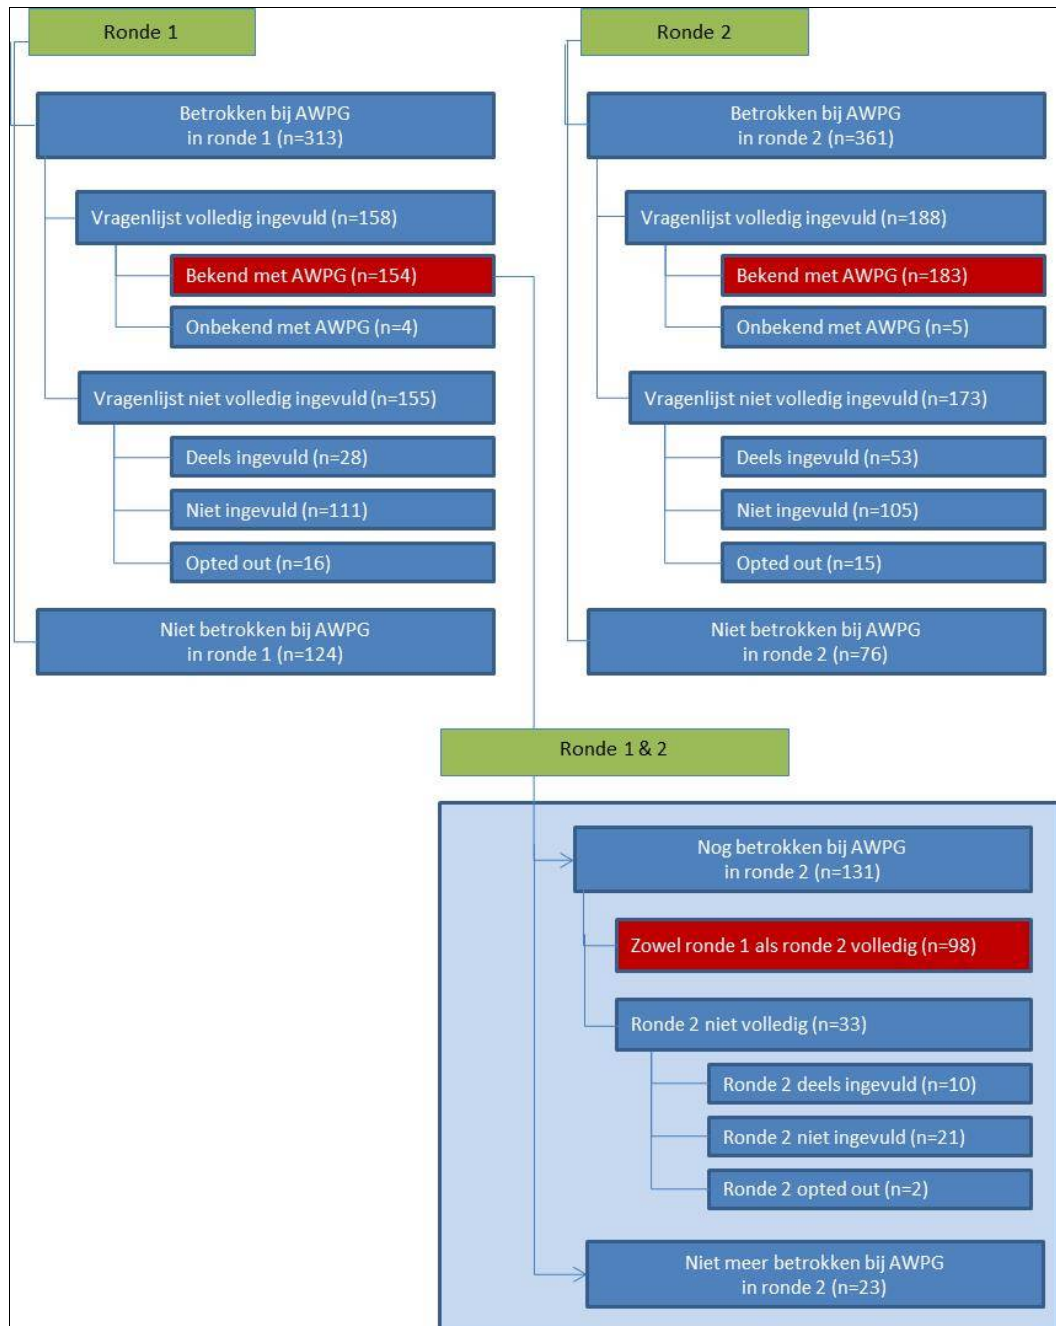 Ronde 1
Betrokken bij AWPG
in ronde 1 (n=313)
Vragenlijst volledig ingevuld (n=158)
Bekend met AWPG (n=154)
Onbekend met AWPG (n=4)
Vragenlijst niet volledig ingevuld (n=155)
Deels ingevuld (n=28)
Niet ingevuld (n=111)
Opted out (n=16)
Niet betrokken bij AWPG
in ronde 1 (n=124)
Ronde 2
Betrokken bij AWPG
in ronde 2 (n=361)
Vragenlijst volledig ingevuld (n=188)
Bekend met AWPG (n=183)
Onbekend met AWPG (n=5)
Vragenlijst niet volledig ingevuld (n=173)
Deels ingevuld (n=53)
Niet ingevuld (n=105)
Opted out (n=15)
Niet betrokken bij AWPG
in ronde 2 (n=76)
Ronde 1 & 2
Nog betrokken bij AWPG
in ronde 2 (n=131)
Zowel ronde 1 als ronde 2 volledig (n=98)
Ronde 2 niet volledig (n=33)
Ronde 2 deels ingevuld (n=10)
Ronde 2 niet ingevuld (n=21)
Ronde 2 opted out (n=2)
Niet meer betrokken bij AWPG
in ronde 2 (n=23)